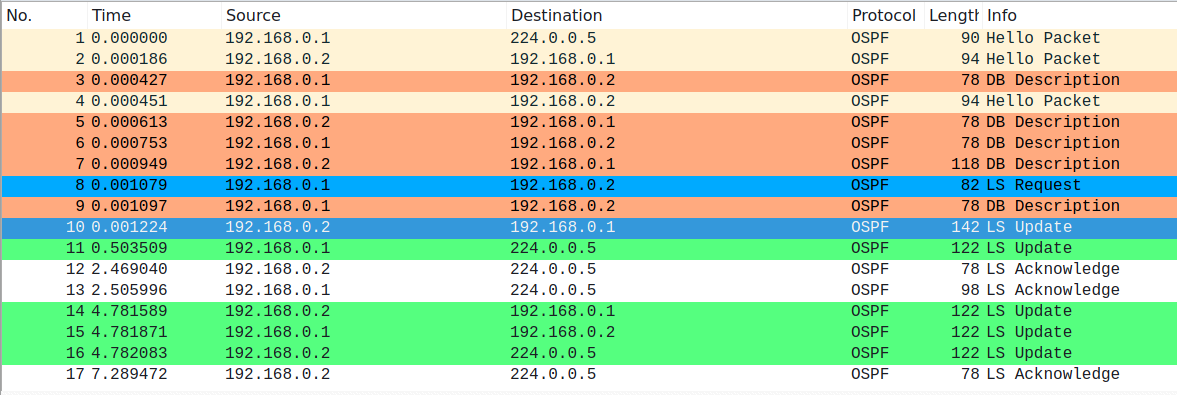 No. Time Source Destination Protocol Length Info
1 0.000000 192.168.0.1 224.0.0.5 OSPF 90 Hello Packet
2 0.000186 192.168.0.2 192.168.0.1 OSPF 94 Hello Packet
3 0.000427 192.168.0.1 192.168.0.2 OSPF 78 DB Description
4 0.000451 192.168.0.1 192.168.0.2 OSPF 94 Hello Packet
5 0.000613 192.168.0.2 192.168.0.1 OSPF 78 DB Description
6 0.000753 192.168.0.1 192.168.0.2 OSPF 78 DB Description
7 0.000949 192.168.0.2 192.168.0.1 OSPF 118 DB Description
8 0.001079 192.168.0.1 192.168.0.2 OSPF 82 LS Request
9 0.001097 192.168.0.1 192.168.0.2 OSPF 78 DB Description
10 0.001224 192.168.0.2 192.168.0.1 OSPF 142 LS Update
11 0.503509 192.168.0.1 224.0.0.5 OSPF 122 LS Update
12 2.469040 192.168.0.2 224.0.0.5 OSPF 78 LS Acknowledge
13 2.505996 192.168.0.1 224.0.0.5 OSPF 98 LS Acknowledge
14 4.781589 192.168.0.2 192.168.0.1 OSPF 122 LS Update
15 4.781871 192.168.0.1 192.168.0.2 OSPF 122 LS Update
16 4.782083 192.168.0.2 224.0.0.5 OSPF 122 LS Update
17 7.289472 192.168.0.2 224.0.0.5 OSPF 78 LS Acknowledge